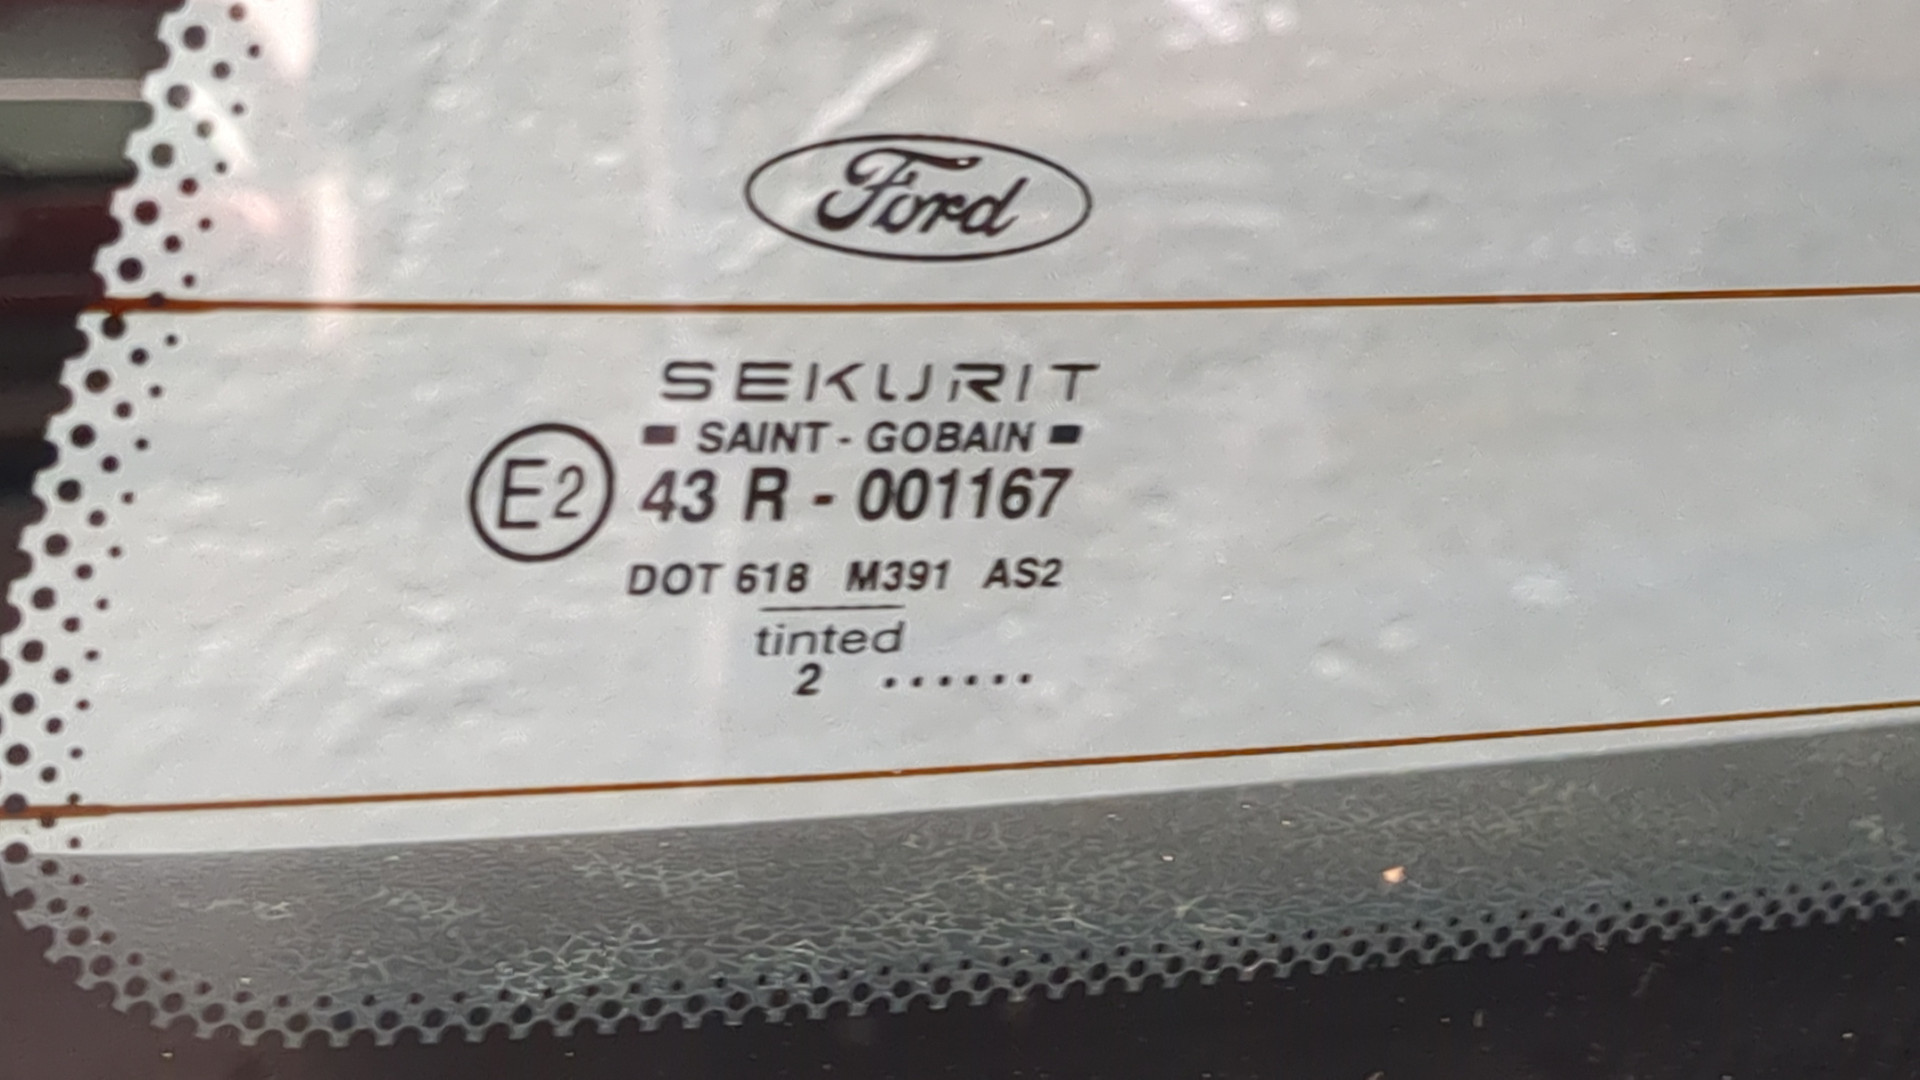 Ford
SEKURIT
SAINT - GOBAIN
E2 43 R - 001167
DOT 618 M391 AS2
tinted
2 ......